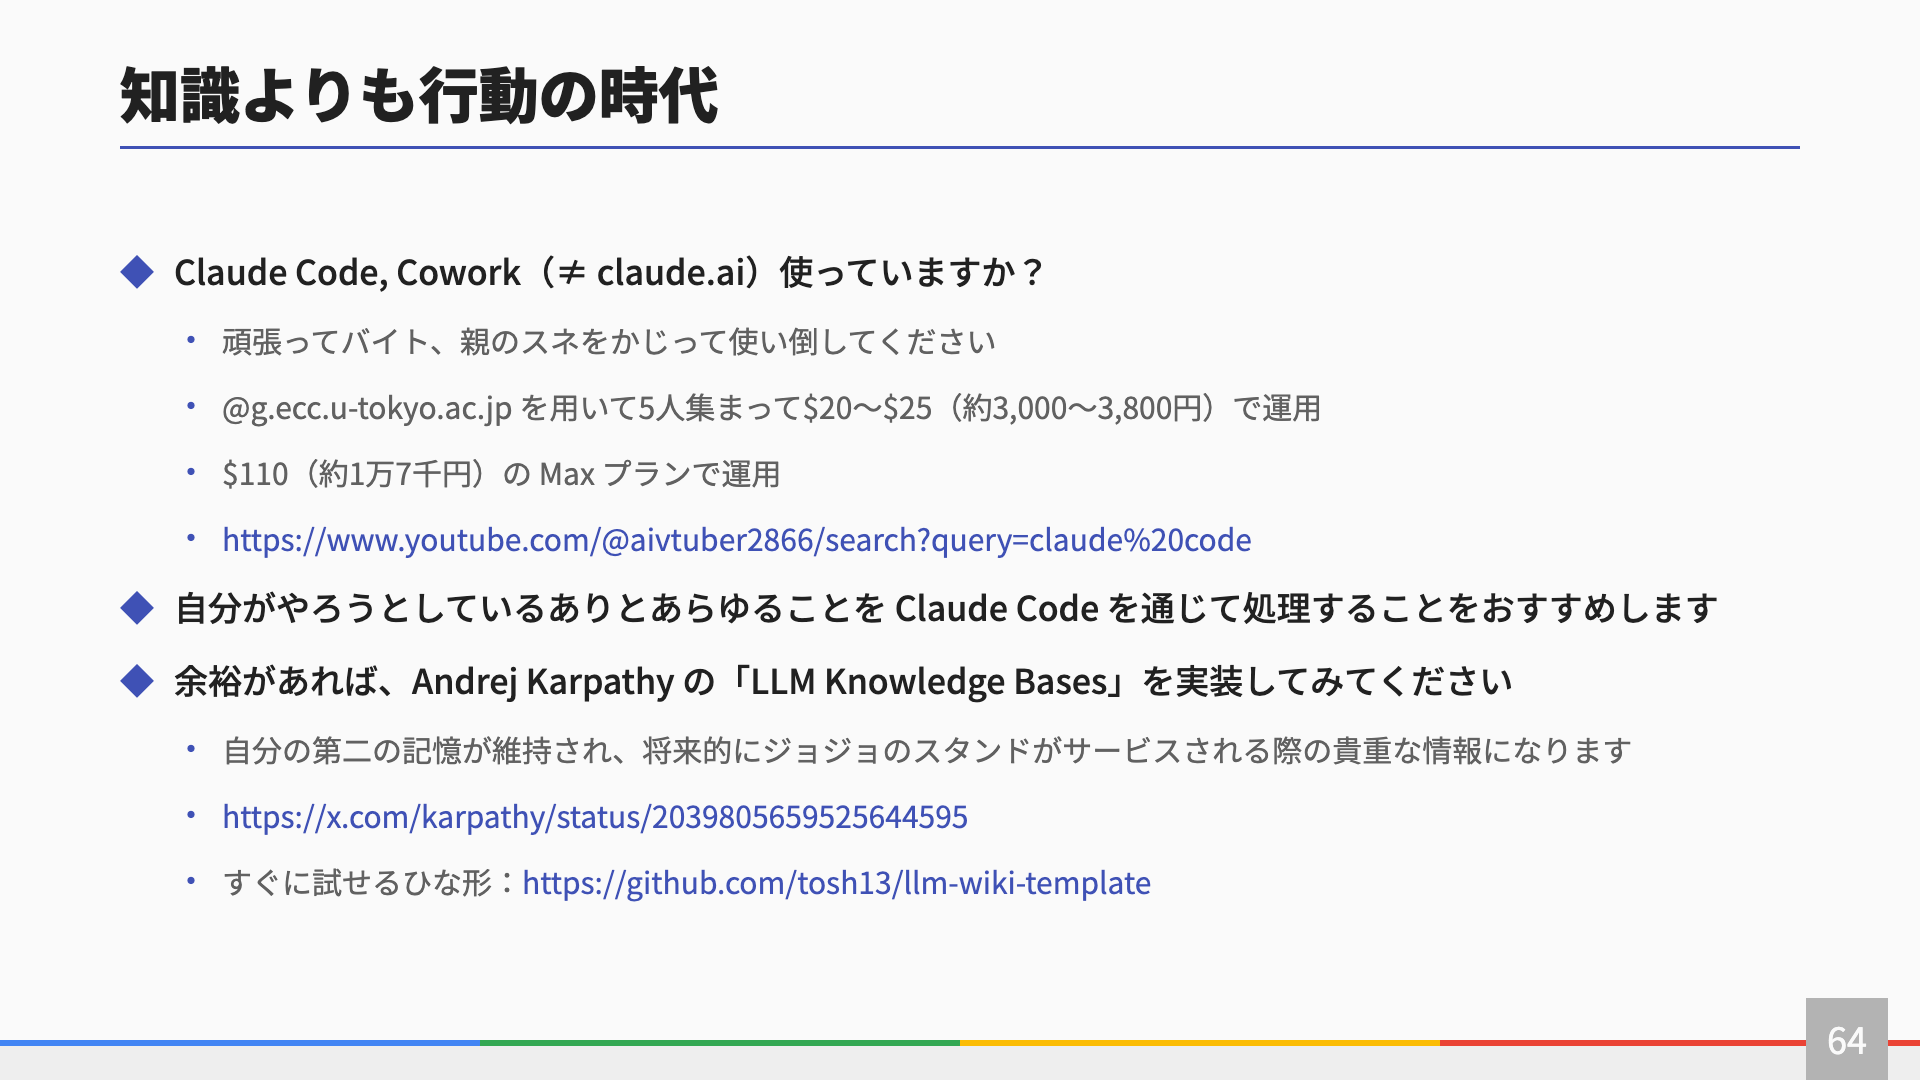 知識よりも行動の時代
◆ Claude Code, Cowork（≠ claude.ai）使っていますか？
• 頑張ってバイト、親のスネをかじって使い倒してください
• @g.ecc.u-tokyo.ac.jp を用いて5人集まって$20〜$25（約3,000〜3,800円）で運用
• $110（約1万7千円）の Max プランで運用
• https://www.youtube.com/@aivtuber2866/search?query=claude%20code
◆ 自分がやろうとしているありとあらゆることを Claude Code を通じて処理することをおすすめします
◆ 余裕があれば、Andrej Karpathy の「LLM Knowledge Bases」を実装してみてください
• 自分の第二の記憶が維持され、将来的にジョジョのスタンドがサービスされる際の貴重な情報になります
• https://x.com/karpathy/status/2039805659525644595
• すぐに試せるひな形：https://github.com/tosh13/llm-wiki-template
64